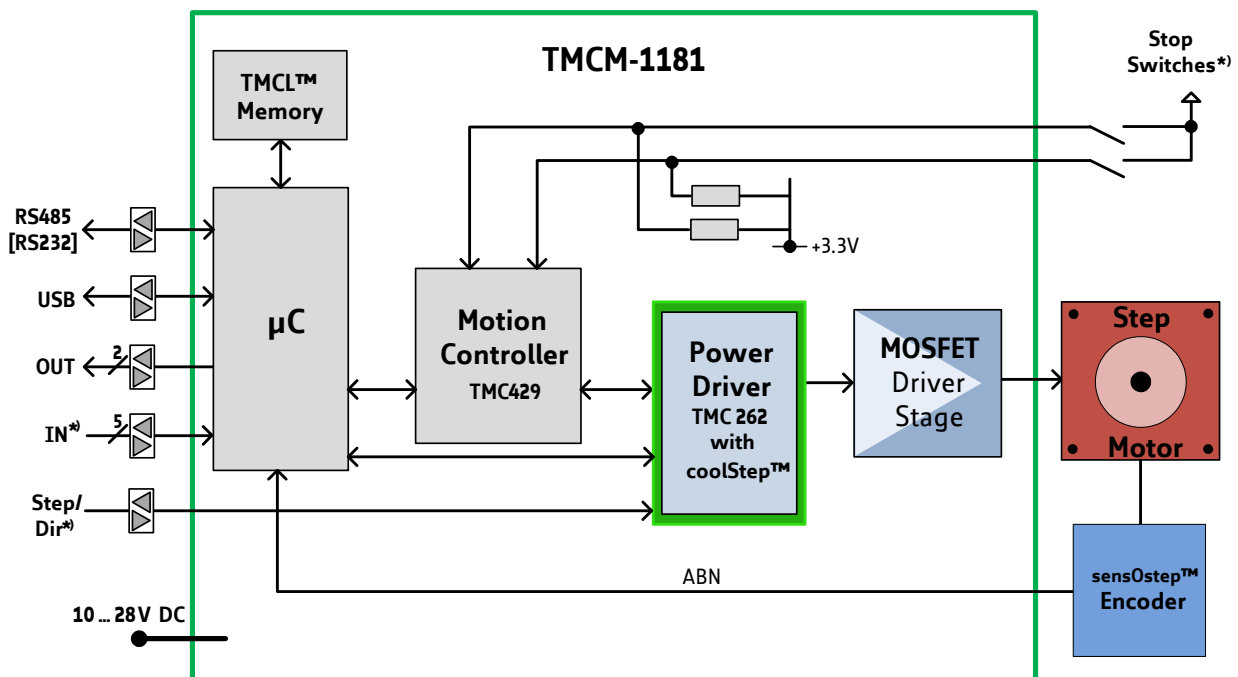 TMCM-1181
Stop
Switches*)
TMCL™
Memory
RS485
[RS232]
+3.3V
USB
µC
Motion
Controller
TMC429
Power
Driver
TMC 262
with
coolStep™
MOSFET
Driver
Stage
Step
Motor
OUT
2
IN*)
5
Step/
Dir*)
ABN
sensOstep™
Encoder
10 ... 28V DC